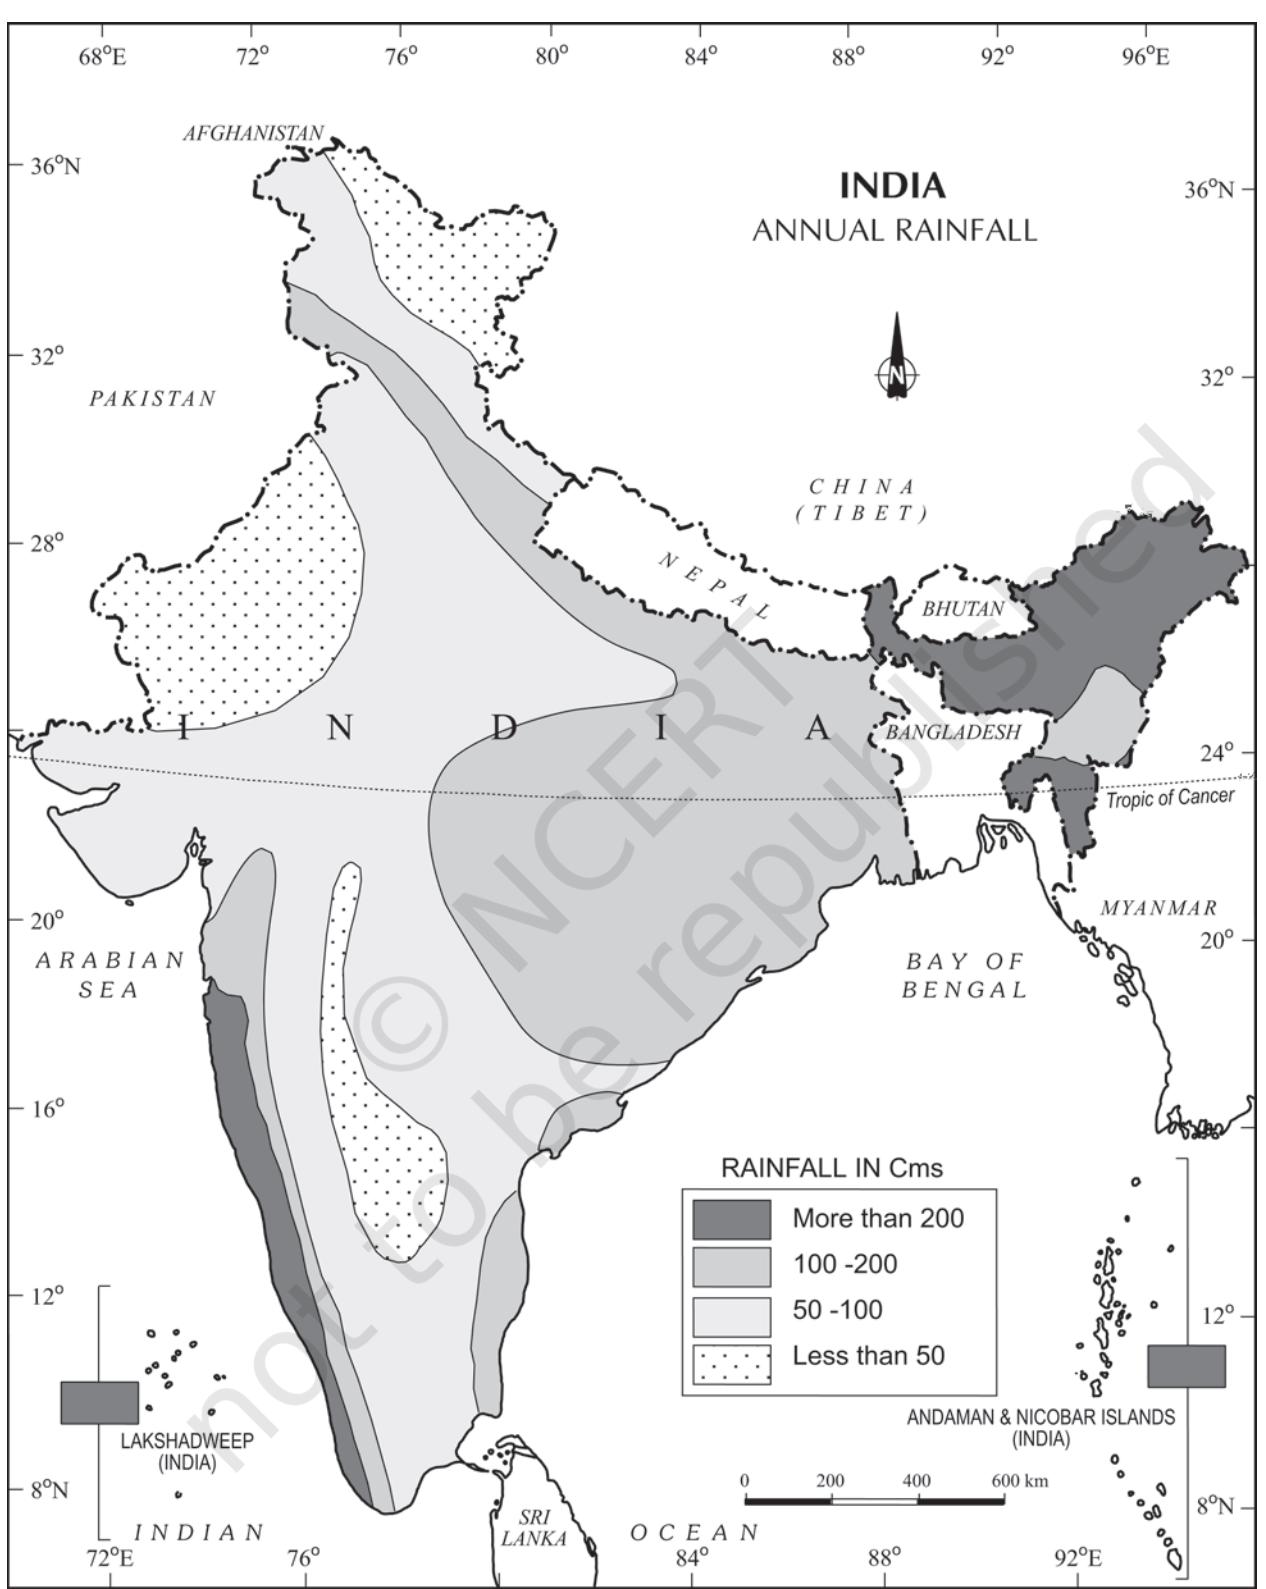 68°E 72° 76° 80° 84° 88° 92° 96°E
AFGHANISTAN
36°N
INDIA
36°N
ANNUAL RAINFALL
N
32°
32°
PAKISTAN
CHINA
(TIBET)
28°
NEPAL
BHUTAN
I N D I A
BANGLADESH
24°
Tropic of Cancer
20°
MYANMAR
20°
ARABIAN
SEA
BAY OF
BENGAL
© NCERT
not to be republished
16°
RAINFALL IN Cms
More than 200
100 -200
50 -100
Less than 50
12°
12°
LAKSHADWEEP
(INDIA)
ANDAMAN & NICOBAR ISLANDS
(INDIA)
0 200 400 600 km
8°N
8°N
SRI
LANKA
INDIAN OCEAN
72°E 76° 84° 88° 92°E